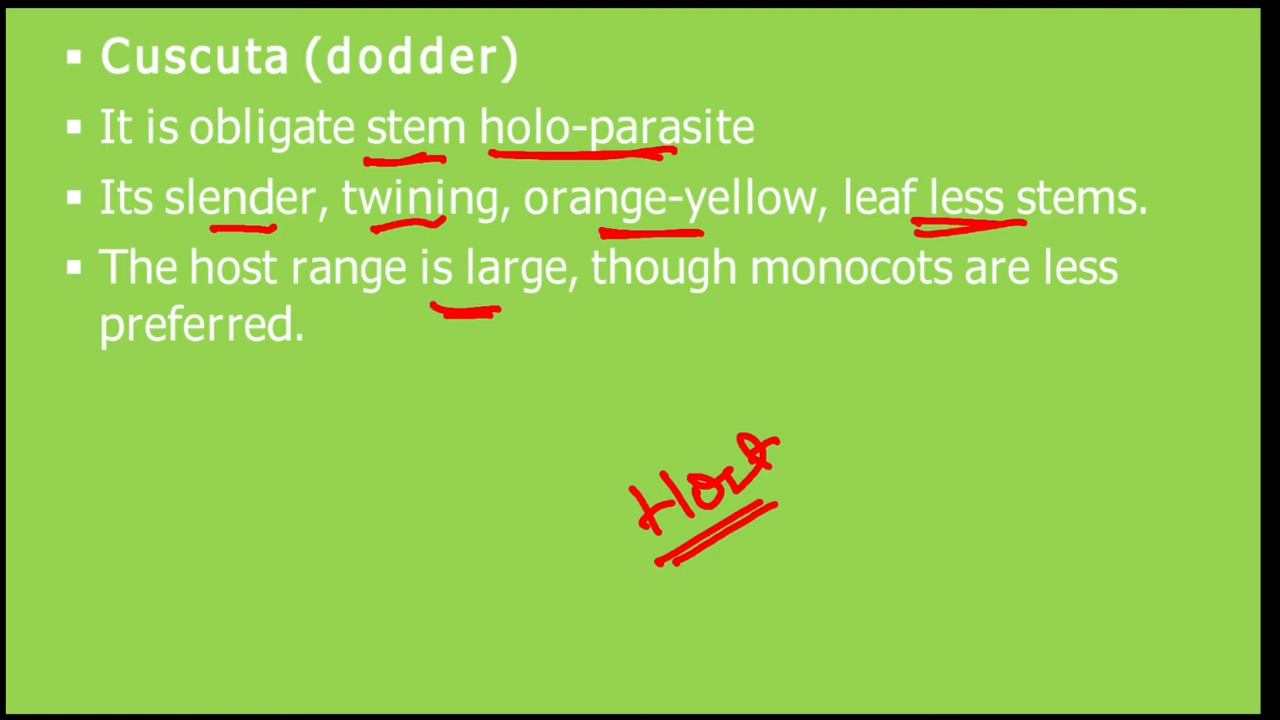 ▪ Cuscuta (dodder)
▪ It is obligate stem holo-parasite
▪ Its slender, twining, orange-yellow, leaf less stems.
▪ The host range is large, though monocots are less
preferred.
Host